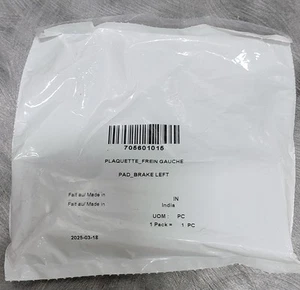 705601015
PLAQUETTE_FREIN GAUCHE
PAD_BRAKE LEFT
Fait au/ Made in IN
Fait au/ Made in India
UOM : PC
1 Pack = 1 PC
2025-03-18